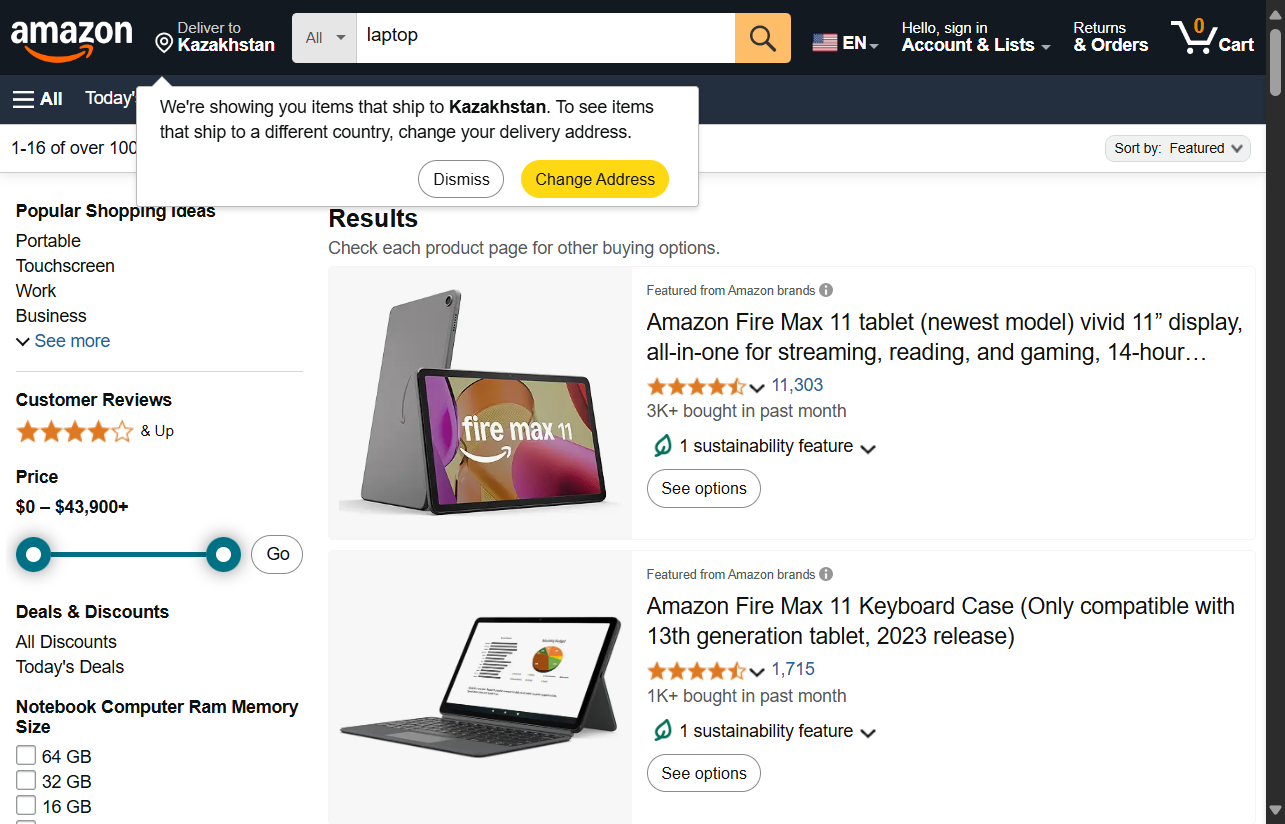 amazon
Deliver to
Kazakhstan
All
laptop
EN
Hello, sign in
Account & Lists
Returns
& Orders
0
Cart
All
Today'
We're showing you items that ship to Kazakhstan. To see items
that ship to a different country, change your delivery address.
Dismiss
Change Address
1-16 of over 100
Sort by: Featured
Popular Shopping Ideas
Portable
Touchscreen
Work
Business
See more
Customer Reviews
& Up
Price
$0 – $43,900+
Go
Deals & Discounts
All Discounts
Today's Deals
Notebook Computer Ram Memory
Size
64 GB
32 GB
16 GB
Results
Check each product page for other buying options.
fire max 11
Featured from Amazon brands
Amazon Fire Max 11 tablet (newest model) vivid 11” display,
all-in-one for streaming, reading, and gaming, 14-hour…
11,303
3K+ bought in past month
1 sustainability feature
See options
Featured from Amazon brands
Amazon Fire Max 11 Keyboard Case (Only compatible with
13th generation tablet, 2023 release)
1,715
1K+ bought in past month
1 sustainability feature
See options